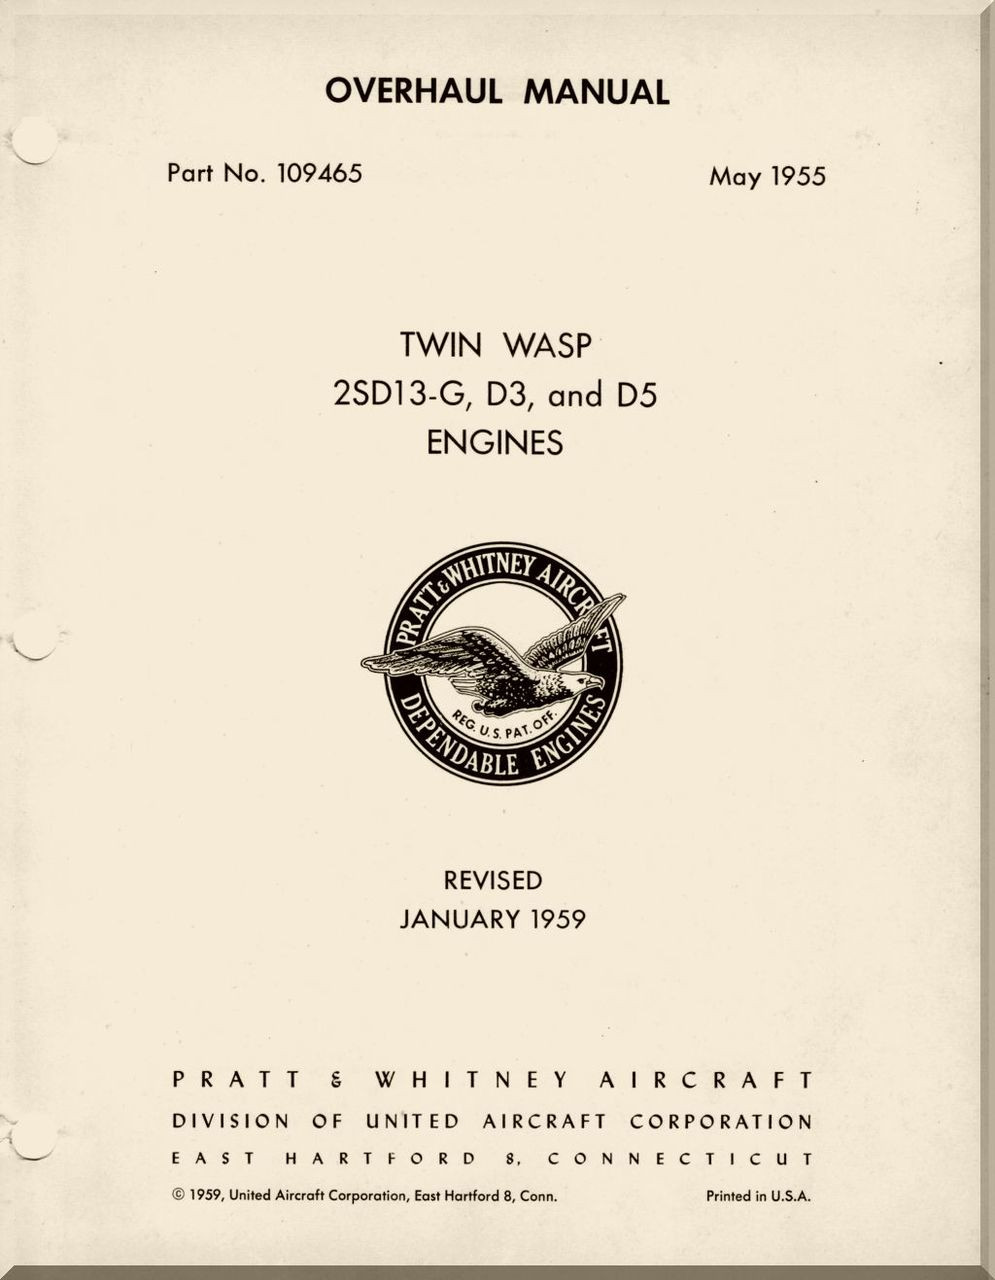 OVERHAUL MANUAL
Part No. 109465
May 1955
TWIN WASP
2SD13-G, D3, and D5
ENGINES
PRATT & WHITNEY AIRCRAFT
REG. U.S. PAT. OFF.
DEPENDABLE ENGINES
REVISED
JANUARY 1959
PRATT & WHITNEY AIRCRAFT
DIVISION OF UNITED AIRCRAFT CORPORATION
EAST HARTFORD 8, CONNECTICUT
© 1959, United Aircraft Corporation, East Hartford 8, Conn.
Printed in U.S.A.